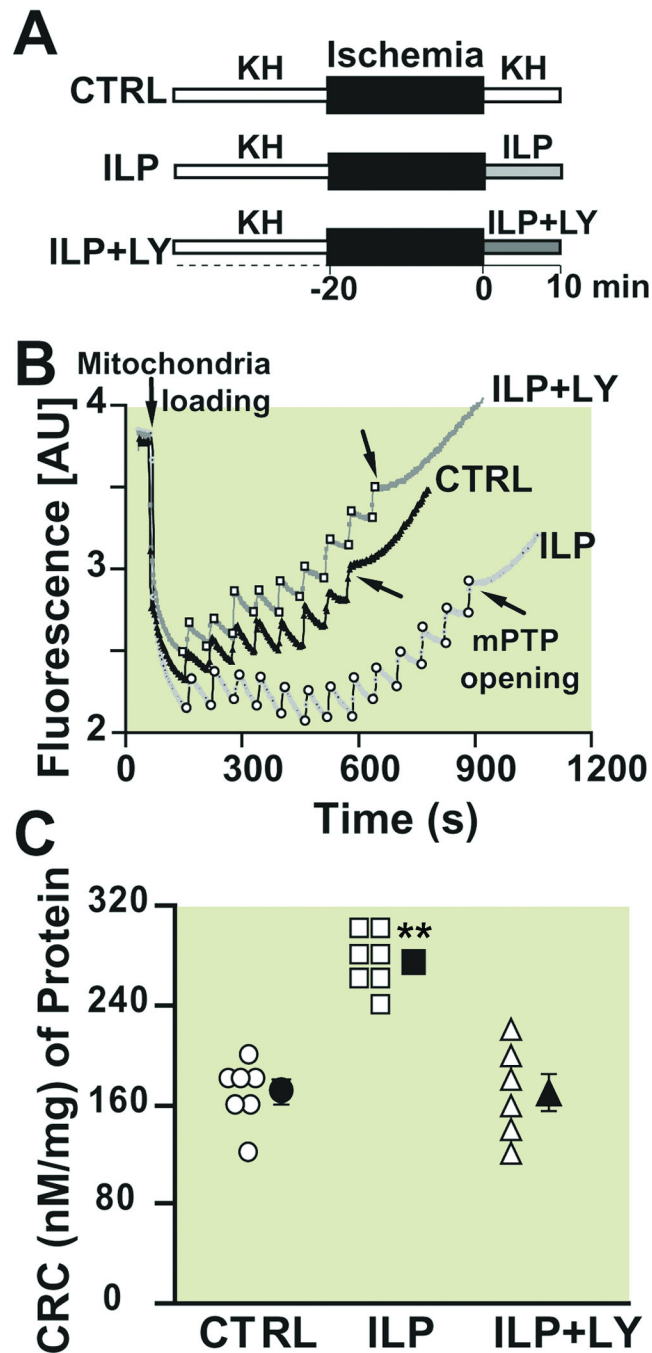 A
Ischemia
KH
KH
CTRL
KH
ILP
ILP
KH
ILP+LY
ILP+LY
-20
0
10 min
B
Mitochondria
loading
ILP+LY
CTRL
ILP
mPTP
opening
4
3
2
Fluorescence [AU]
0
300
600
900
1200
Time (s)
C
320
240
160
80
0
CRC (nM/mg) of Protein
**
CTRL
ILP
ILP+LY